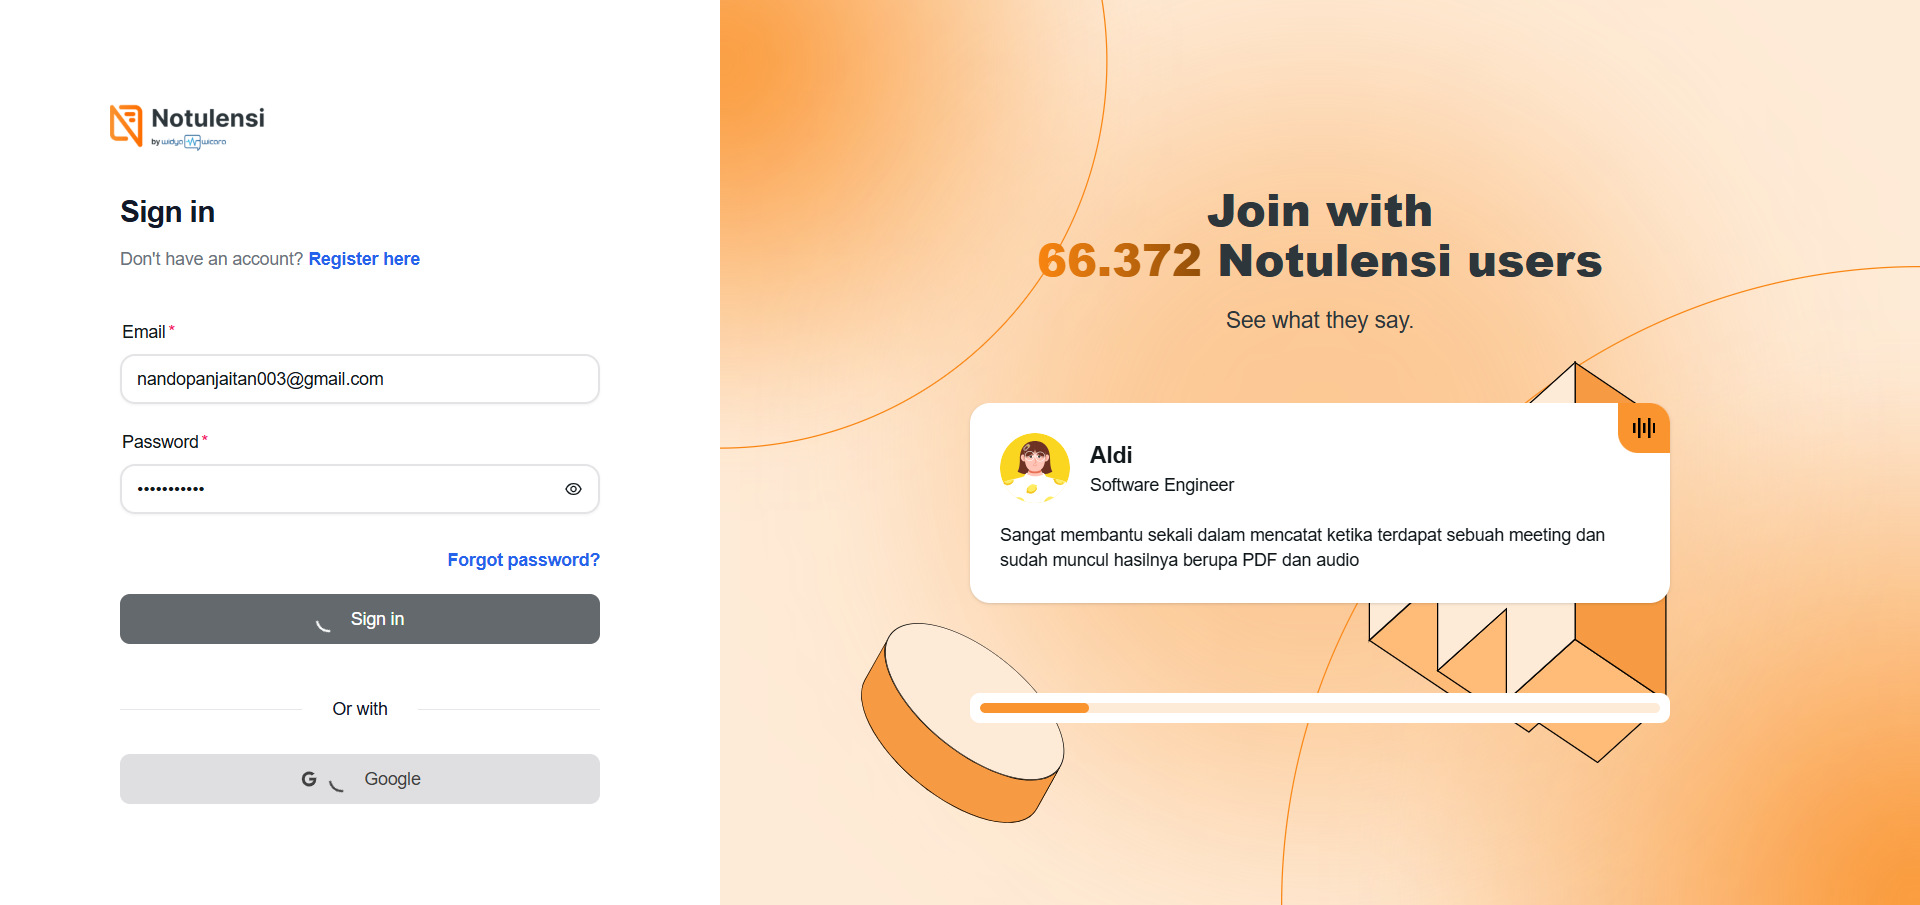 Notulensi
by widya wicara
Sign in
Don't have an account? Register here
Email *
nandopanjaitan003@gmail.com
Password *
•••••••••••
Forgot password?
Sign in
Or with
G Google
Join with
66.372 Notulensi users
See what they say.
Aldi
Software Engineer
Sangat membantu sekali dalam mencatat ketika terdapat sebuah meeting dan
sudah muncul hasilnya berupa PDF dan audio